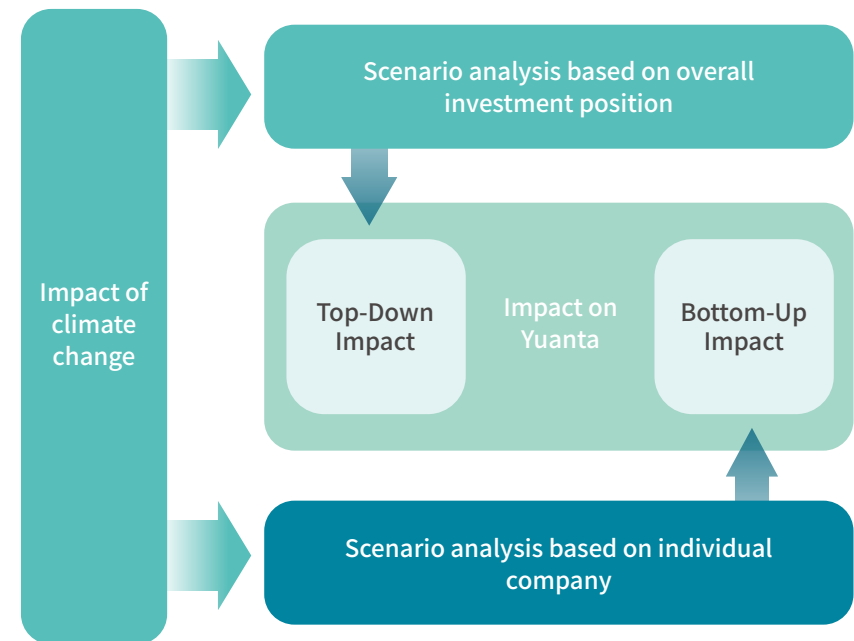 Scenario analysis based on overall
investment position
Impact of
climate
change
Top-Down
Impact
Impact on
Yuanta
Bottom-Up
Impact
Scenario analysis based on individual
company